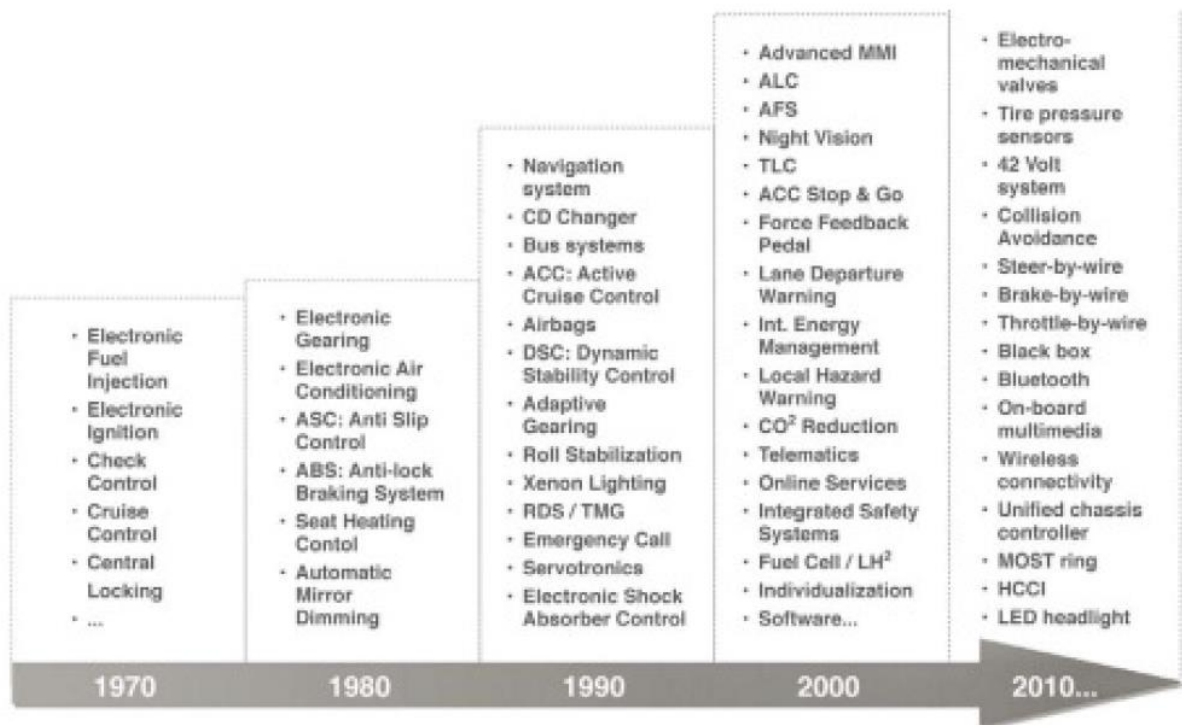 • Electronic
Fuel
Injection
• Electronic
Ignition
• Check
Control
• Cruise
Control
• Central
Locking
• ...
• Electronic
Gearing
• Electronic Air
Conditioning
• ASC: Anti Slip
Control
• ABS: Anti-lock
Braking System
• Seat Heating
Contol
• Automatic
Mirror
Dimming
• Navigation
system
• CD Changer
• Bus systems
• ACC: Active
Cruise Control
• Airbags
• DSC: Dynamic
Stability Control
• Adaptive
Gearing
• Roll Stabilization
• Xenon Lighting
• RDS / TMG
• Emergency Call
• Servotronics
• Electronic Shock
Absorber Control
• Advanced MMI
• ALC
• AFS
• Night Vision
• TLC
• ACC Stop & Go
• Force Feedback
Pedal
• Lane Departure
Warning
• Int. Energy
Management
• Local Hazard
Warning
• CO² Reduction
• Telematics
• Online Services
• Integrated Safety
Systems
• Fuel Cell / LH²
• Individualization
• Software...
• Electro-
mechanical
valves
• Tire pressure
sensors
• 42 Volt
system
• Collision
Avoidance
• Steer-by-wire
• Brake-by-wire
• Throttle-by-wire
• Black box
• Bluetooth
• On-board
multimedia
• Wireless
connectivity
• Unified chassis
controller
• MOST ring
• HCCI
• LED headlight
1970
1980
1990
2000
2010...